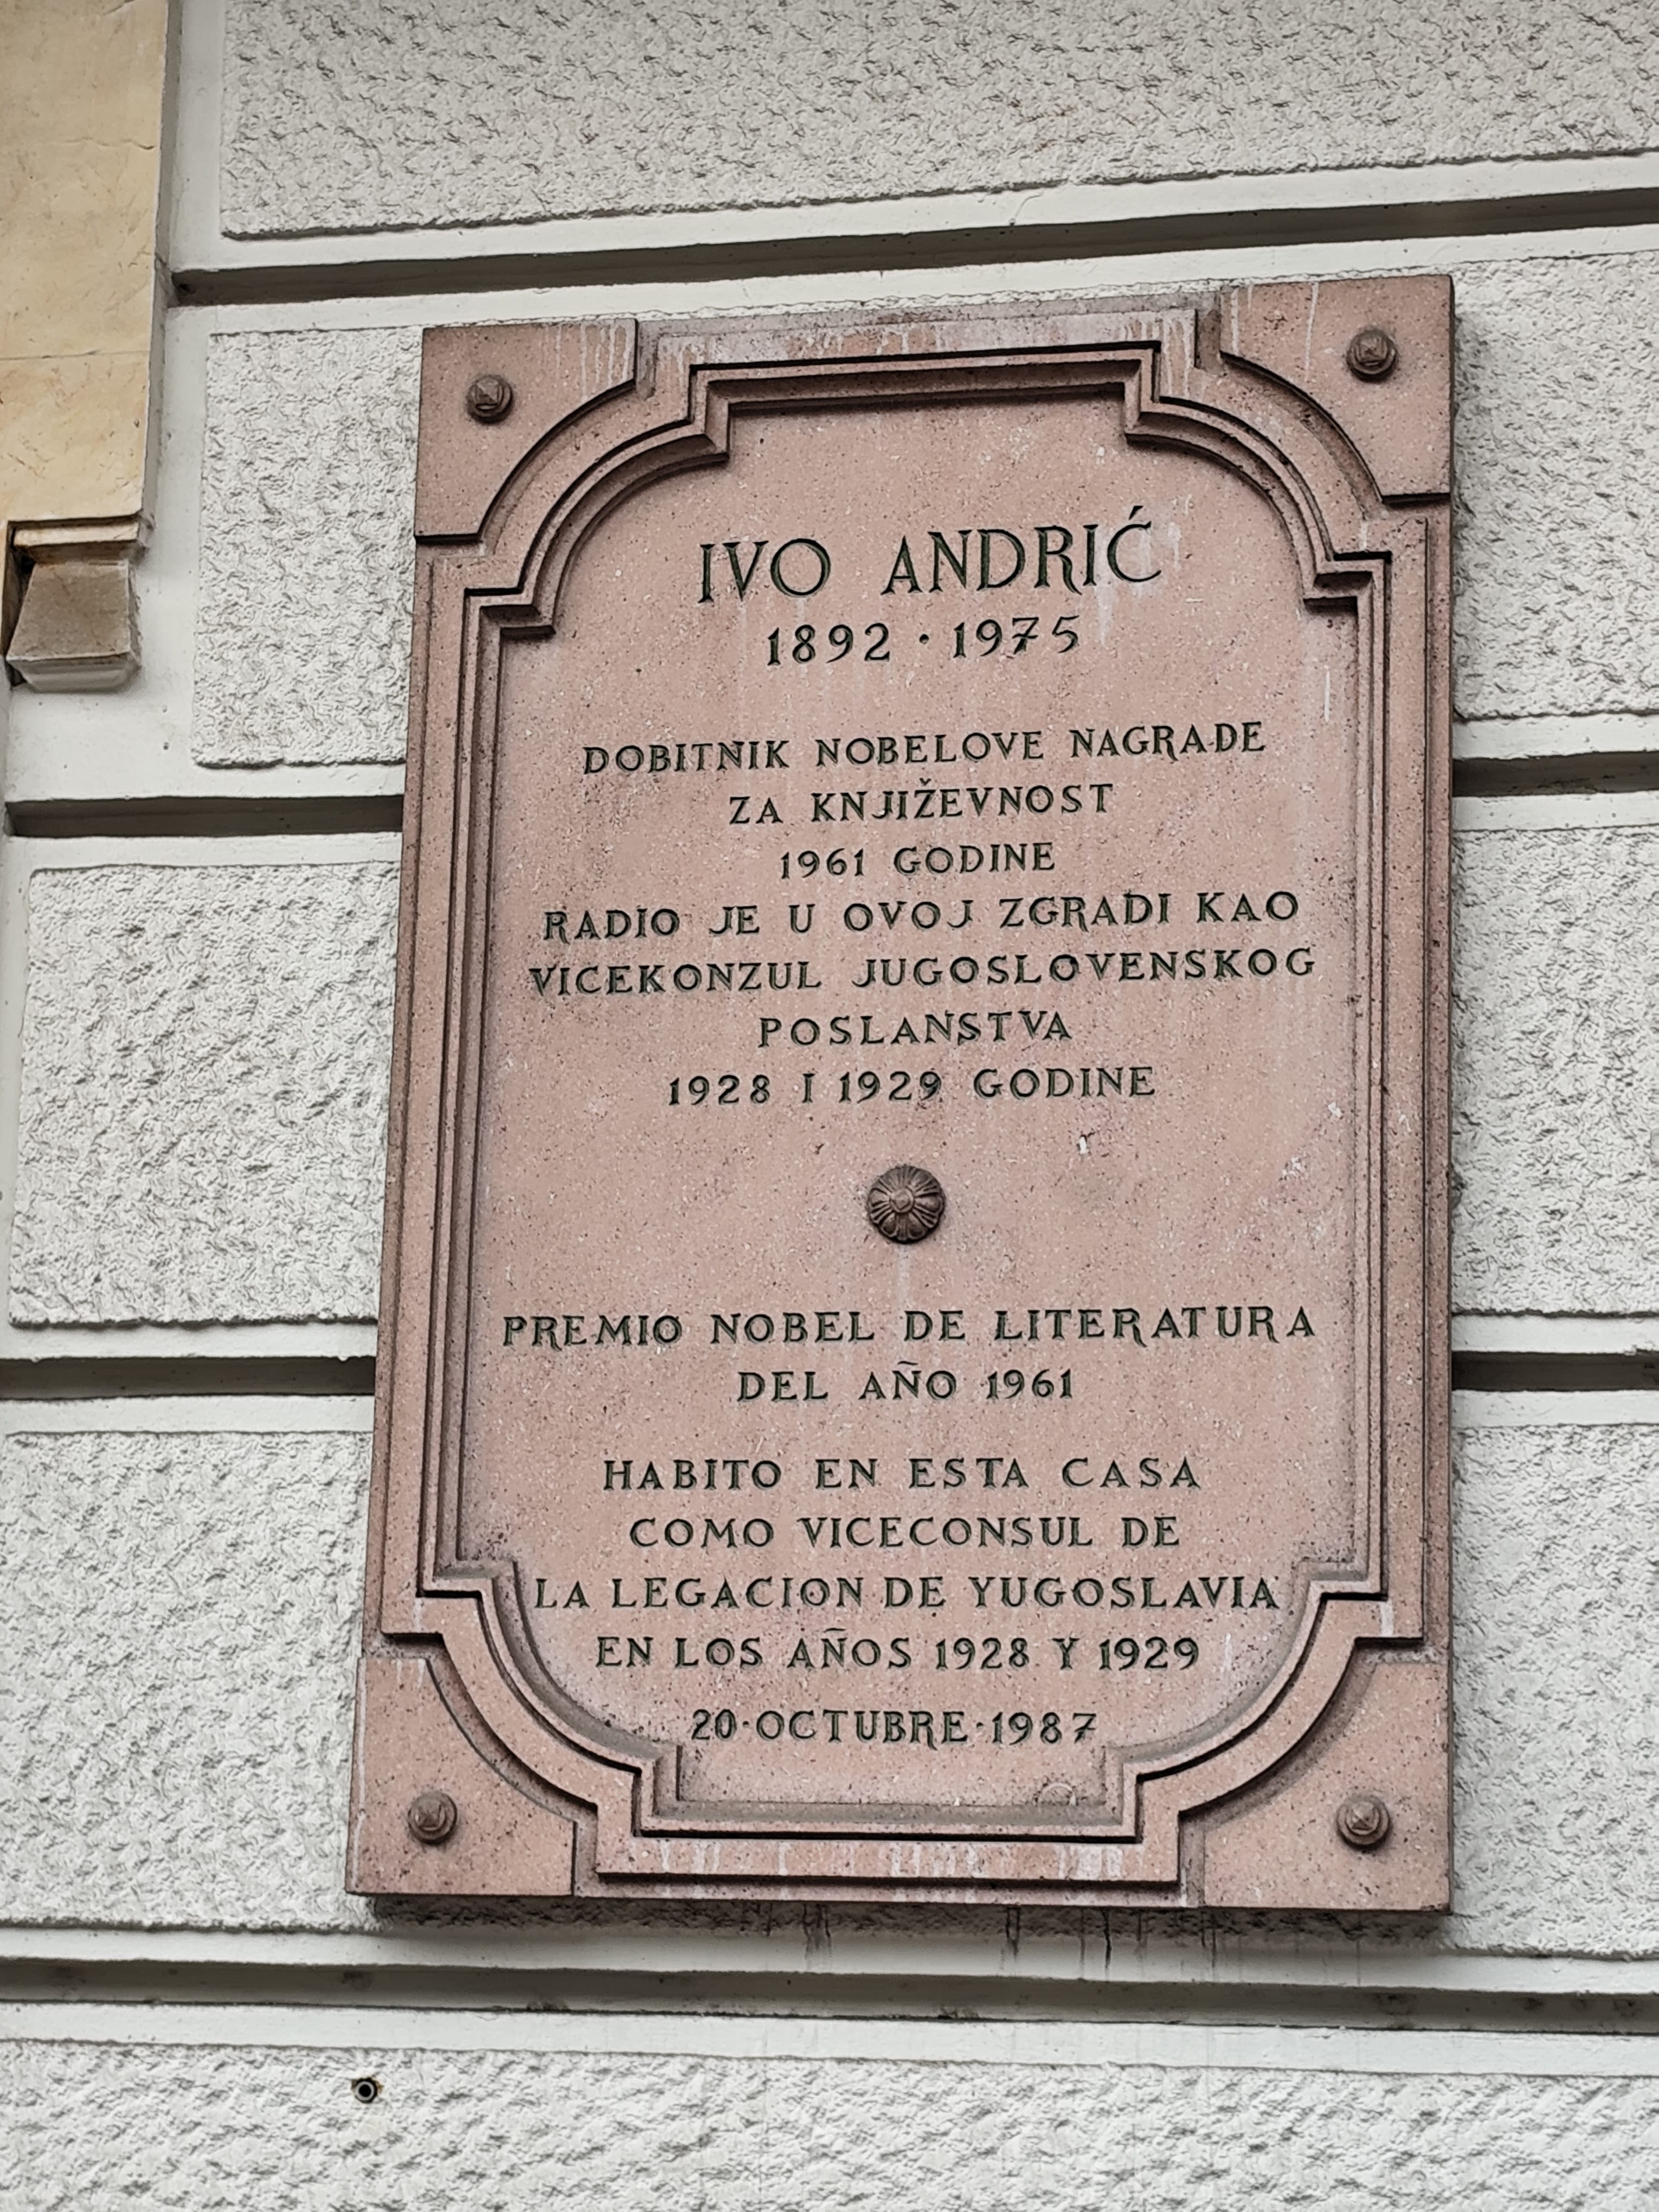 IVO ANDRIĆ
1892 · 1975
DOBITNIK NOBELOVE NAGRADE
ZA KNJIŽEVNOST
1961 GODINE
RADIO JE U OVOJ ZGRADI KAO
VICEKONZUL JUGOSLOVENSKOG
POSLANSTVA
1928 I 1929 GODINE
PREMIO NOBEL DE LITERATURA
DEL AÑO 1961
HABITO EN ESTA CASA
COMO VICECONSUL DE
LA LEGACION DE YUGOSLAVIA
EN LOS AÑOS 1928 Y 1929
20·OCTUBRE·1987